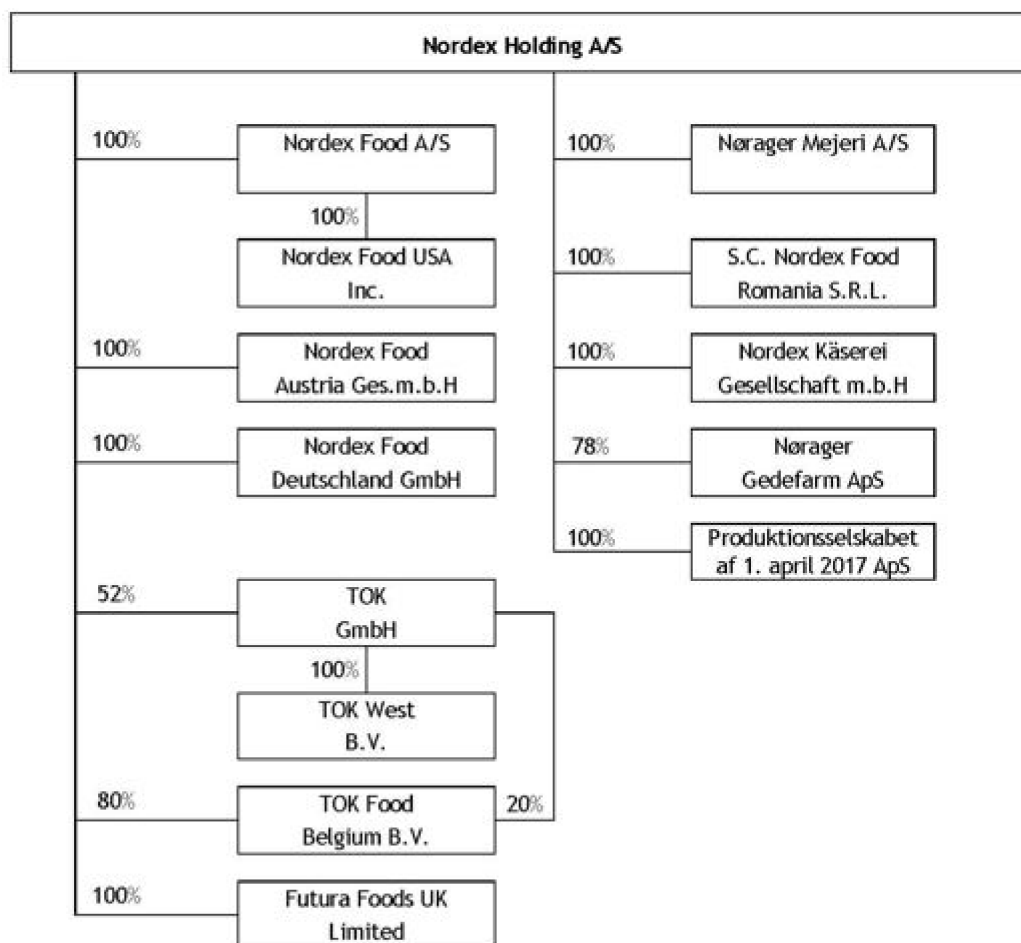 Nordex Holding A/S
100%
Nordex Food A/S
100%
Nordex Food USA
Inc.
100%
Nordex Food
Austria Ges.m.b.H
100%
Nordex Food
Deutschland GmbH
52%
TOK
GmbH
100%
TOK West
B.V.
80%
TOK Food
Belgium B.V.
20%
100%
Futura Foods UK
Limited
100%
Nørager Mejeri A/S
100%
S.C. Nordex Food
Romania S.R.L.
100%
Nordex Käserei
Gesellschaft m.b.H
78%
Nørager
Gedefarm ApS
100%
Produktionsselskabet
af 1. april 2017 ApS